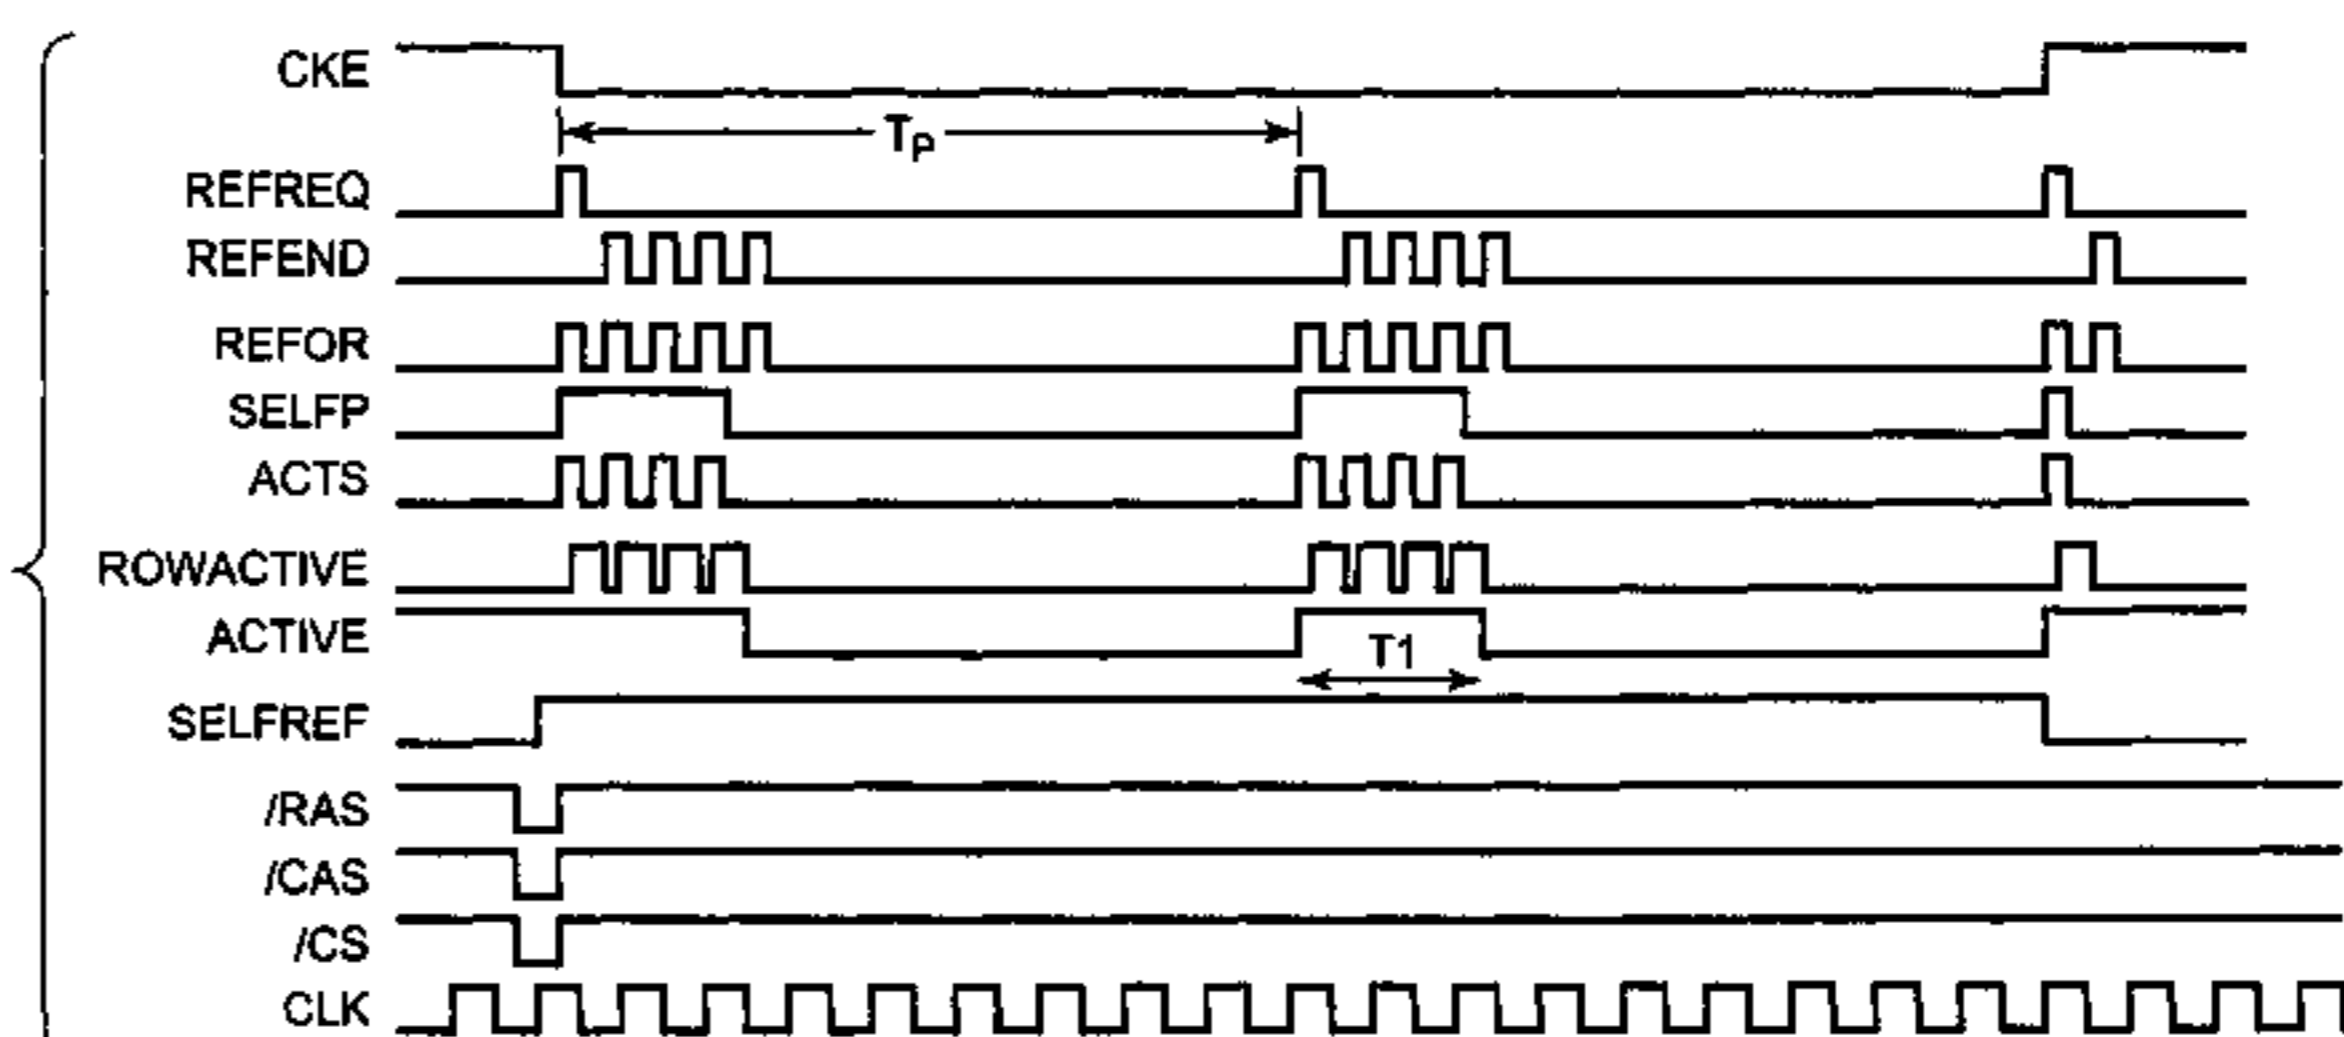 CKE
TP
REFREQ
REFEND
REFOR
SELFP
ACTS
ROWACTIVE
ACTIVE
T1
SELFREF
/RAS
/CAS
/CS
CLK